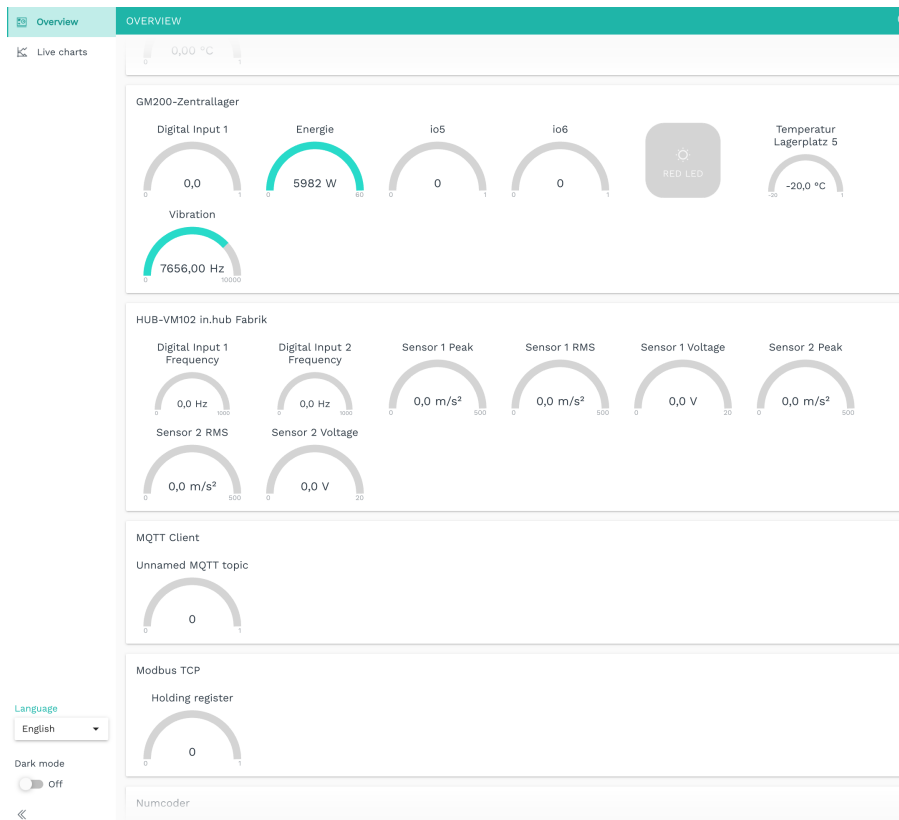 Overview
Live charts
OVERVIEW
0,00 °C
0 1
GM200-Zentrallager
Digital Input 1
0,0
0 1
Energie
5982 W
0 60
io5
0
0 1
io6
0
0 1
RED LED
Temperatur
Lagerplatz 5
-20,0 °C
-20 1
Vibration
7656,00 Hz
0 10000
HUB-VM102 in.hub Fabrik
Digital Input 1
Frequency
0,0 Hz
0 1000
Digital Input 2
Frequency
0,0 Hz
0 1000
Sensor 1 Peak
0,0 m/s²
0 500
Sensor 1 RMS
0,0 m/s²
0 500
Sensor 1 Voltage
0,0 V
0 20
Sensor 2 Peak
0,0 m/s²
0 500
Sensor 2 RMS
0,0 m/s²
0 500
Sensor 2 Voltage
0,0 V
0 20
MQTT Client
Unnamed MQTT topic
0
0 1
Modbus TCP
Holding register
0
0 1
Numcoder
Language
English
Dark mode
Off